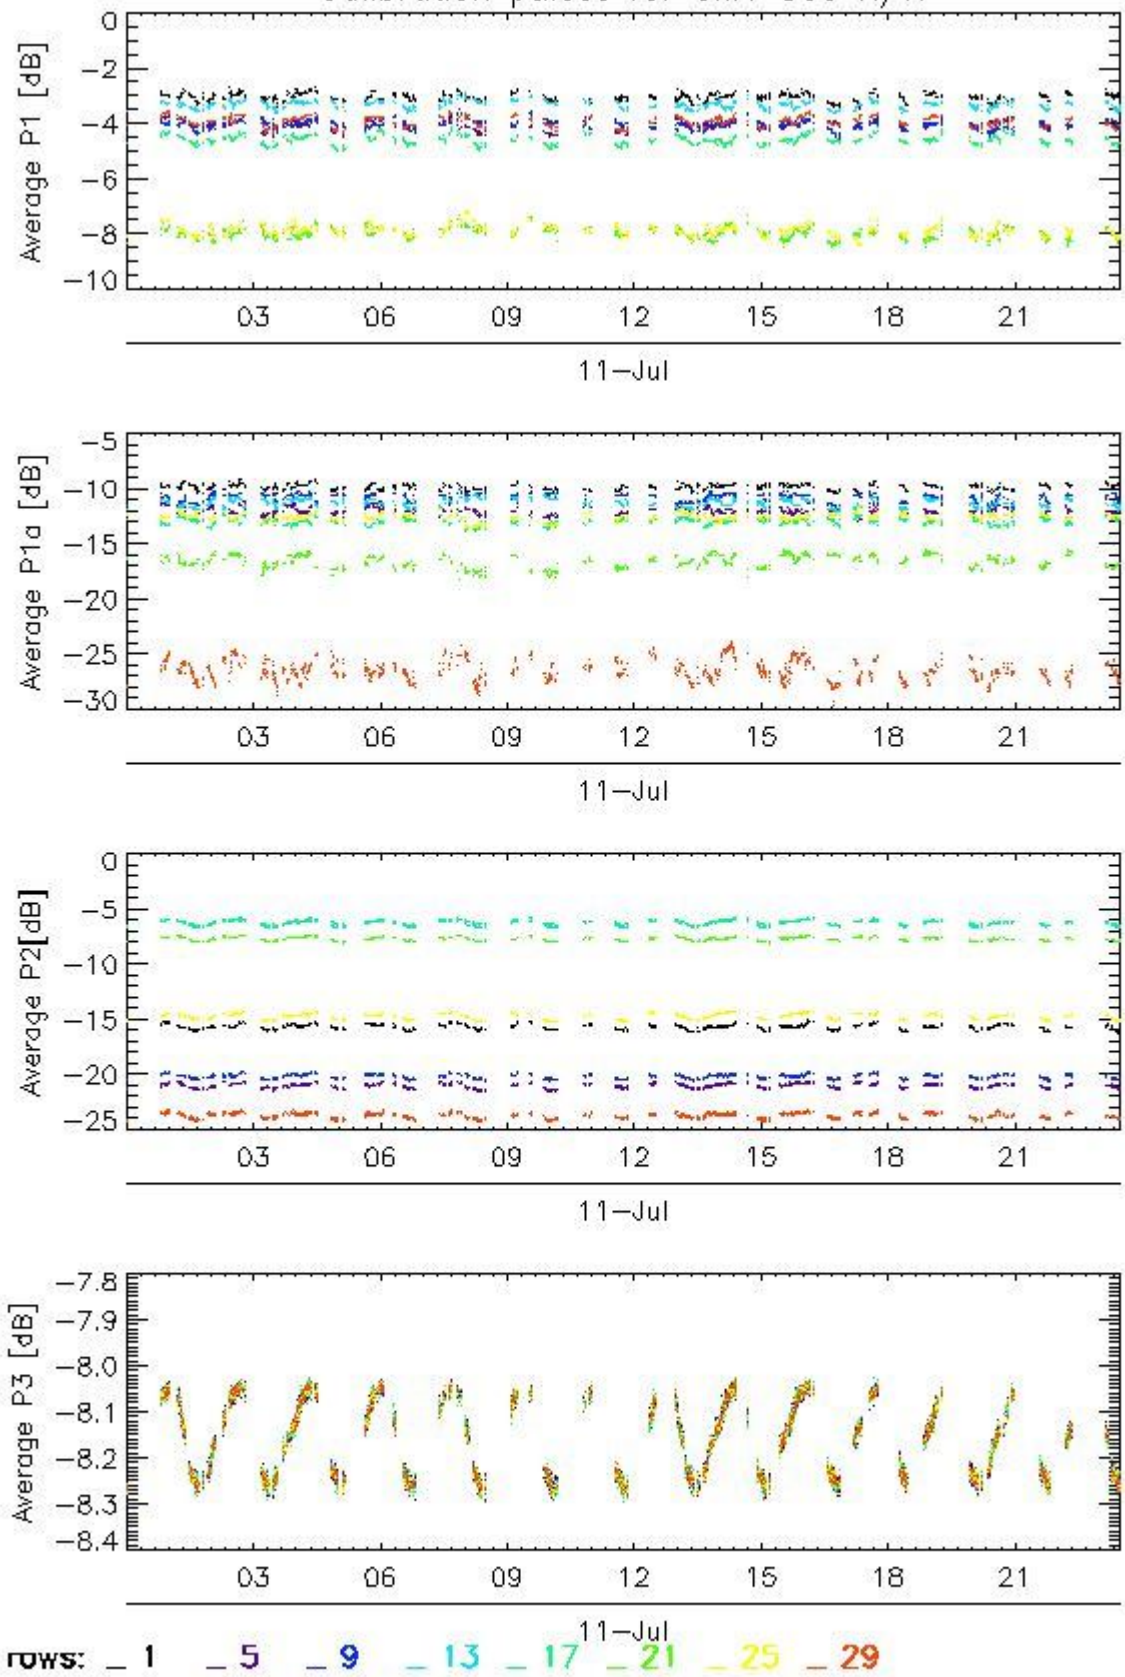 Average P1 [dB]
0
−2
−4
−6
−8
−10
03 06 09 12 15 18 21
11−Jul
Average P1a [dB]
−5
−10
−15
−20
−25
−30
03 06 09 12 15 18 21
11−Jul
Average P2[dB]
0
−5
−10
−15
−20
−25
03 06 09 12 15 18 21
11−Jul
Average P3 [dB]
−7.8
−7.9
−8.0
−8.1
−8.2
−8.3
−8.4
03 06 09 12 15 18 21
11−Jul
rows: _ 1 _ 5 _ 9 _ 13 _ 17 _ 21 _ 25 _ 29